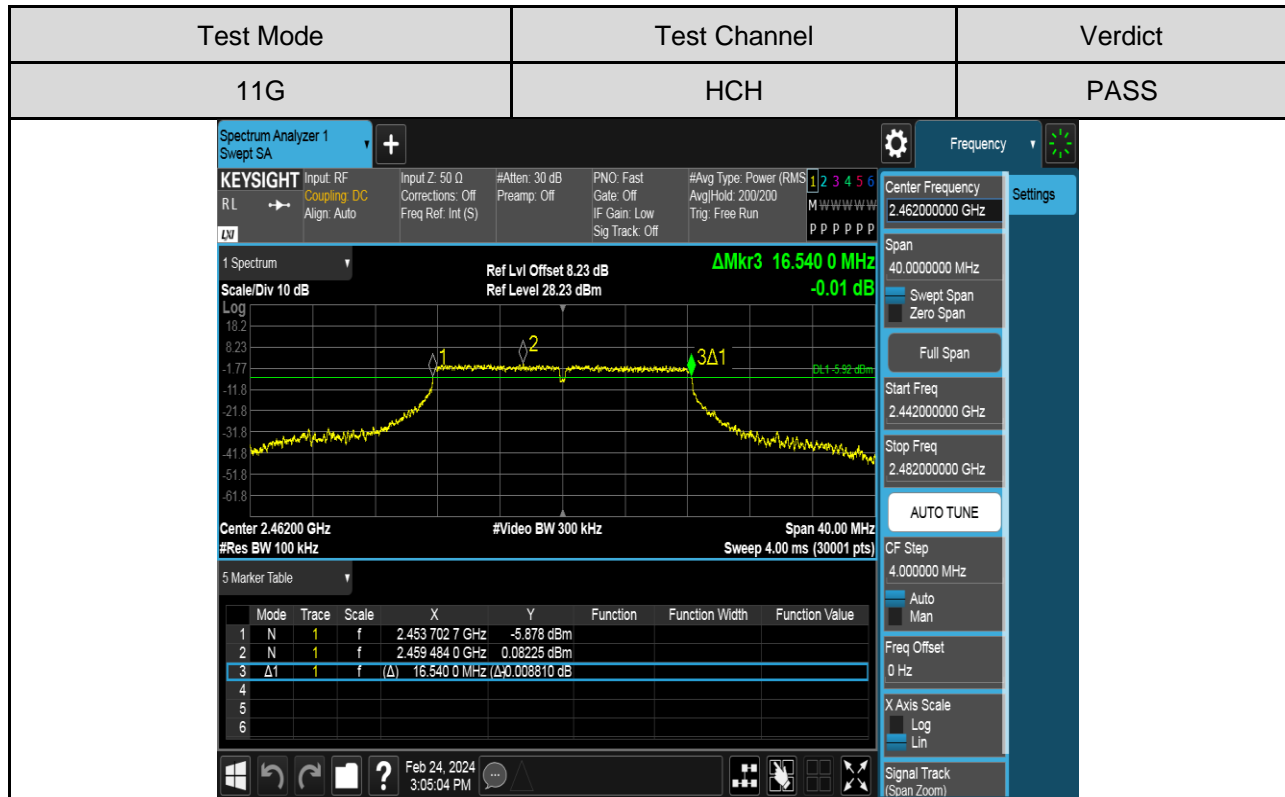 Test Mode Test Channel Verdict
11G HCH PASS
Spectrum Analyzer 1
Swept SA
+
Frequency
KEYSIGHT Input: RF Input Z: 50 Ω #Atten: 30 dB PNO: Fast #Avg Type: Power (RMS 1 2 3 4 5 6
RL Coupling: DC Corrections: Off Preamp: Off Gate: Off Avg|Hold: 200/200 M W W W W W
Align: Auto Freq Ref: Int (S) IF Gain: Low Trig: Free Run
LXI Sig Track: Off P P P P P P
Center Frequency
2.462000000 GHz
Settings
Span
40.0000000 MHz
Swept Span
Zero Span
Full Span
Start Freq
2.442000000 GHz
Stop Freq
2.482000000 GHz
AUTO TUNE
CF Step
4.000000 MHz
Auto
Man
Freq Offset
0 Hz
X Axis Scale
Log
Lin
Signal Track
(Span Zoom)
1 Spectrum Ref Lvl Offset 8.23 dB ΔMkr3 16.540 0 MHz
Scale/Div 10 dB Ref Level 28.23 dBm -0.01 dB
Log
18.2
8.23
-1.77
-11.8
-21.8
-31.8
-41.8
-51.8
-61.8
1
2
3Δ1
DL1 -5.92 dBm
Center 2.46200 GHz #Video BW 300 kHz Span 40.00 MHz
#Res BW 100 kHz Sweep 4.00 ms (30001 pts)
5 Marker Table
Mode Trace Scale X Y Function Function Width Function Value
1 N 1 f 2.453 702 7 GHz -5.878 dBm
2 N 1 f 2.459 484 0 GHz 0.08225 dBm
3 Δ1 1 f (Δ) 16.540 0 MHz (Δ) -0.008810 dB
4
5
6
? Feb 24, 2024
3:05:04 PM